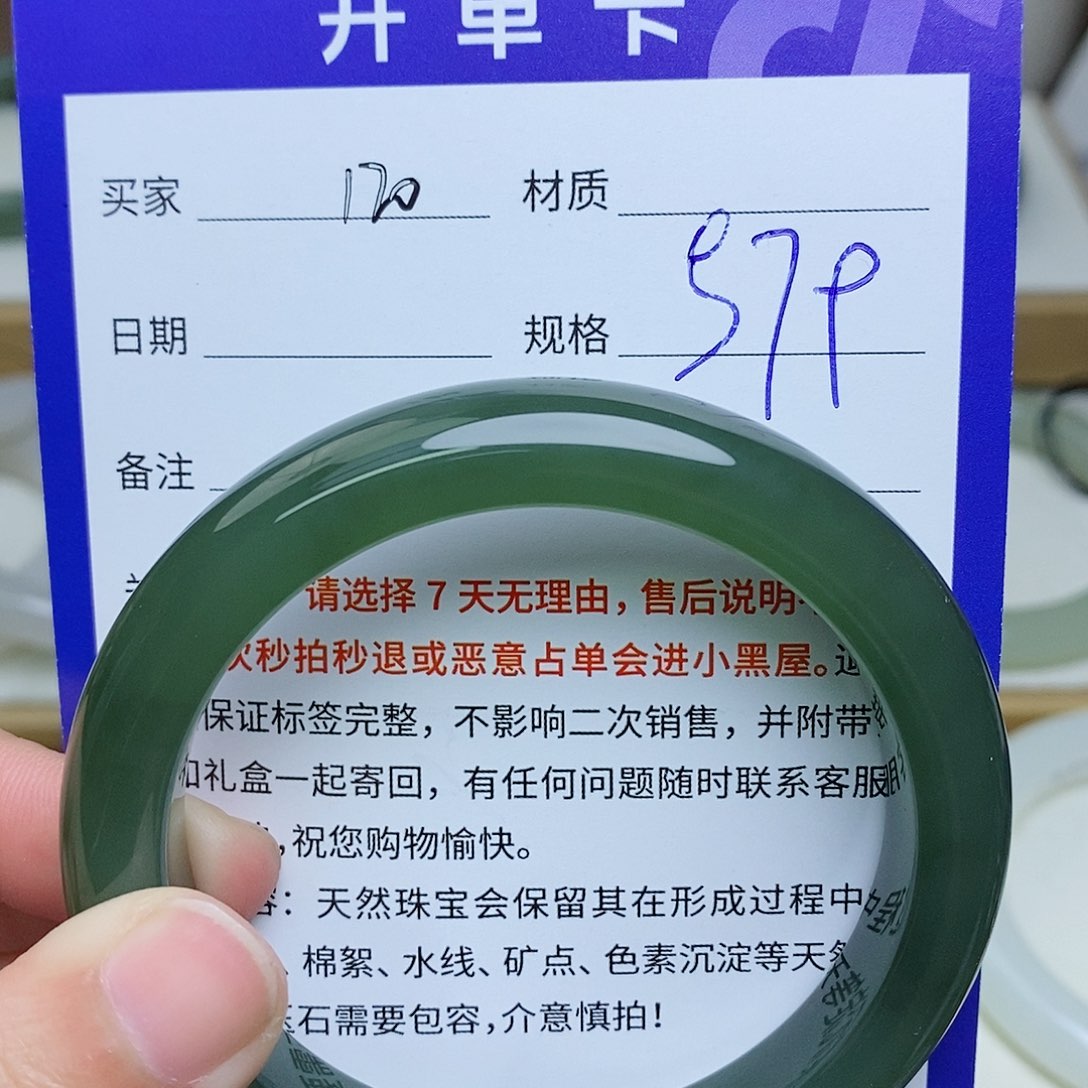 开单卡
买家 170 材质
57
日期 规格
备注
请选择 7 天无理由，售后说明
秒拍秒退或恶意占单会进小黑屋。
保证标签完整，不影响二次销售，并附带
和礼盒一起寄回，有任何问题随时联系客服
，祝您购物愉快。
容：天然珠宝会保留其在形成过程中
、棉絮、水线、矿点、色素沉淀等天然
玉石需要包容，介意慎拍！